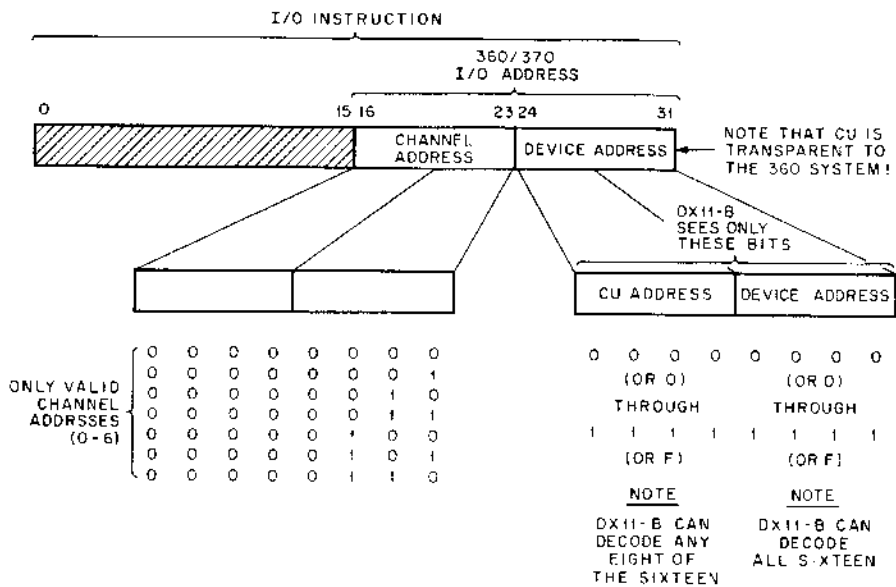 I/O INSTRUCTION
360/370
I/O ADDRESS
0 15 16 23 24 31
CHANNEL
ADDRESS
DEVICE ADDRESS
NOTE THAT CU IS
TRANSPARENT TO
THE 360 SYSTEM!
DX11-B
SEES ONLY
THESE BITS
CU ADDRESS
DEVICE ADDRESS
ONLY VALID
CHANNEL
ADDRSSES
(0-6)
0 0 0 0 0 0 0 0
0 0 0 0 0 0 0 1
0 0 0 0 0 0 1 0
0 0 0 0 0 0 1 1
0 0 0 0 0 1 0 0
0 0 0 0 0 1 0 1
0 0 0 0 0 1 1 0
0 0 0 0 0 0 0 0
(OR 0) (OR 0)
THROUGH THROUGH
1 1 1 1 1 1 1 1
(OR F) (OR F)
NOTE
DX11-B CAN
DECODE ANY
EIGHT OF
THE SIXTEEN
NOTE
DX11-B CAN
DECODE
ALL S-XTEEN